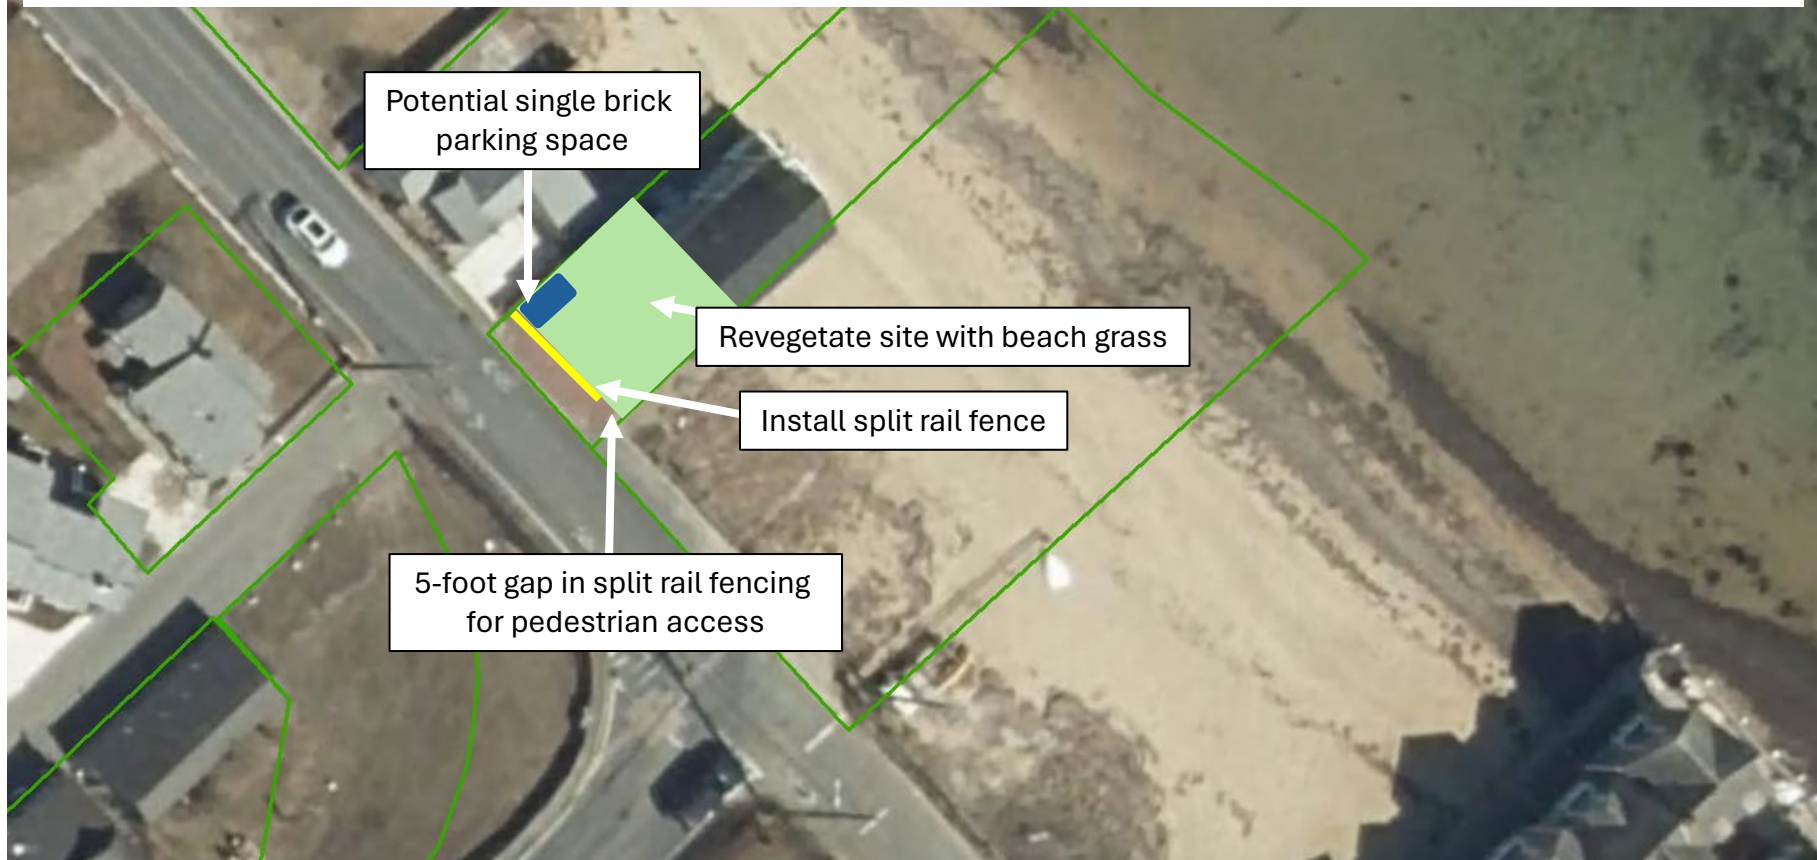 Potential single brick
parking space
Revegetate site with beach grass
Install split rail fence
5-foot gap in split rail fencing
for pedestrian access